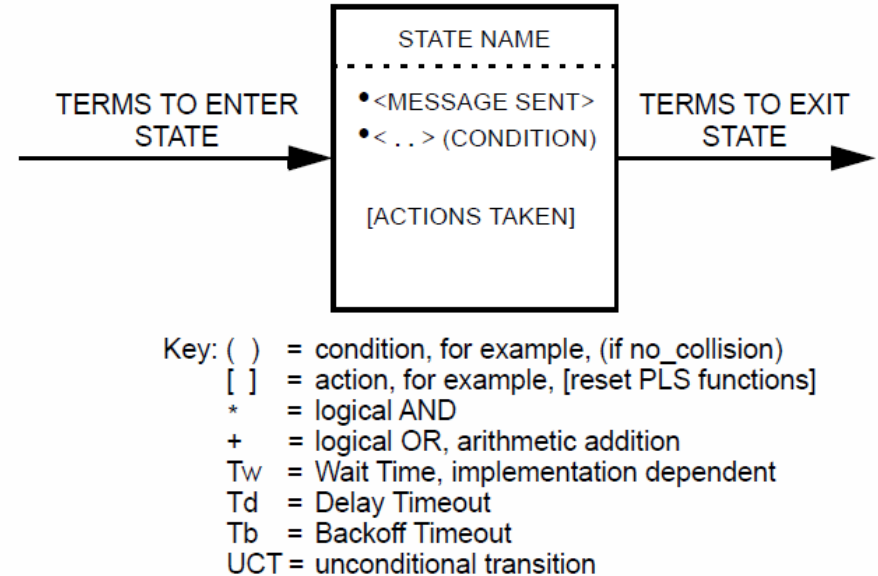 STATE NAME
TERMS TO ENTER
STATE
•<MESSAGE SENT>
•< . . > (CONDITION)
[ACTIONS TAKEN]
TERMS TO EXIT
STATE
Key: ( ) = condition, for example, (if no_collision)
[ ] = action, for example, [reset PLS functions]
* = logical AND
+ = logical OR, arithmetic addition
Tw = Wait Time, implementation dependent
Td = Delay Timeout
Tb = Backoff Timeout
UCT = unconditional transition